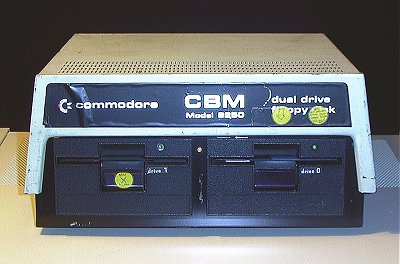 commodore
CBM
Model 8250
dual drive
floppy disk
drive 1
drive 0